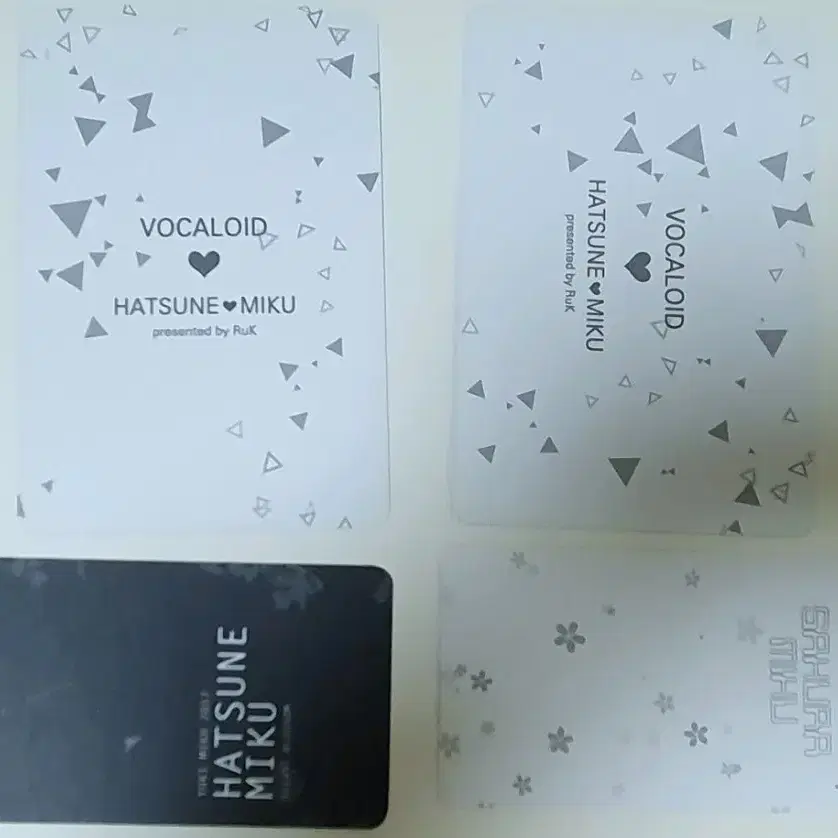 VOCALOID
HATSUNE♥MIKU
presented by RuK
VOCALOID
HATSUNE♥MIKU
presented by RuK
HATSUNE
MIKU
SAKURA
MIKU